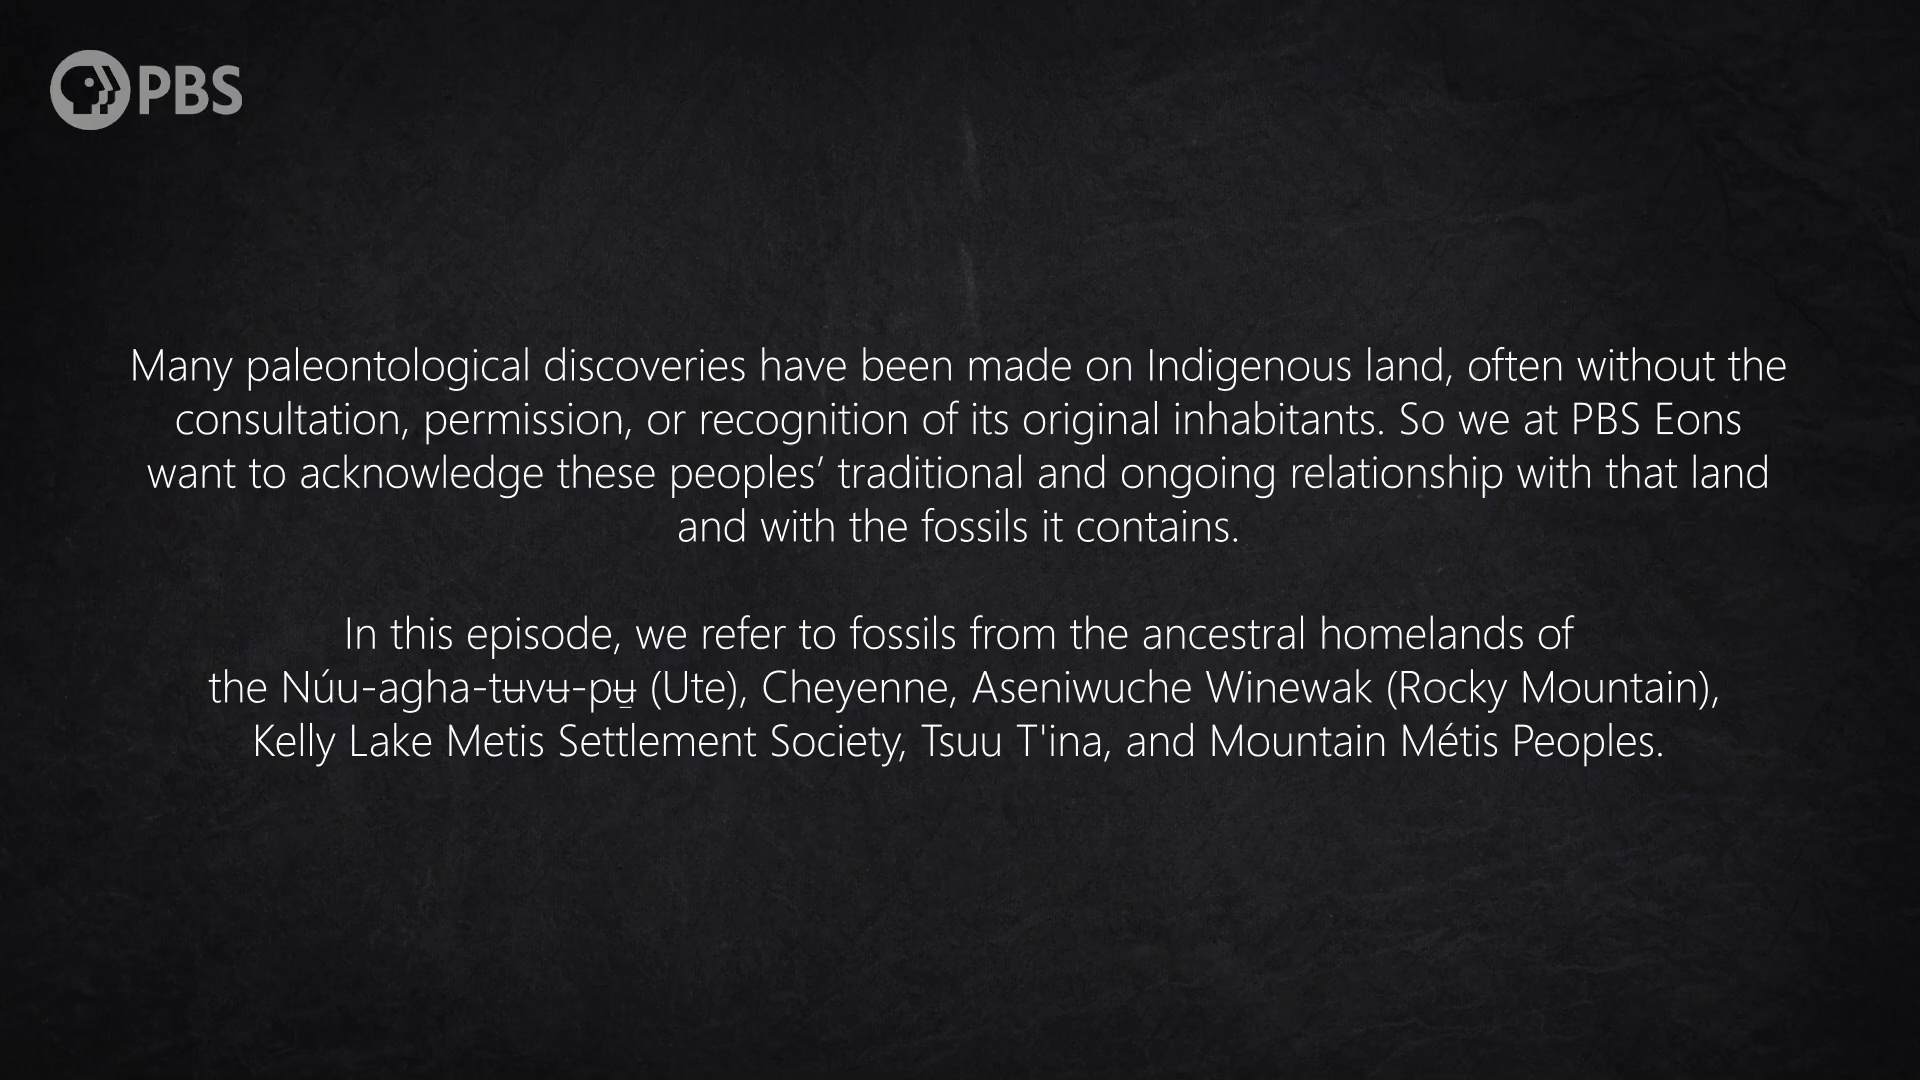 PBS
Many paleontological discoveries have been made on Indigenous land, often without the
consultation, permission, or recognition of its original inhabitants. So we at PBS Eons
want to acknowledge these peoples’ traditional and ongoing relationship with that land
and with the fossils it contains.
In this episode, we refer to fossils from the ancestral homelands of
the Núu-agha-tʉvʉ-pʉ̱ (Ute), Cheyenne, Aseniwuche Winewak (Rocky Mountain),
Kelly Lake Metis Settlement Society, Tsuu T'ina, and Mountain Métis Peoples.